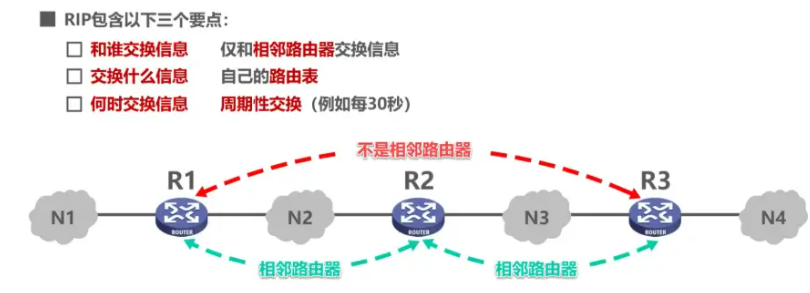 RIP包含以下三个要点：
和谁交换信息 仅和相邻路由器交换信息
交换什么信息 自己的路由表
何时交换信息 周期性交换（例如每30秒）
不是相邻路由器
R1 R2 R3
N1 N2 N3 N4
ROUTER ROUTER ROUTER
相邻路由器 相邻路由器